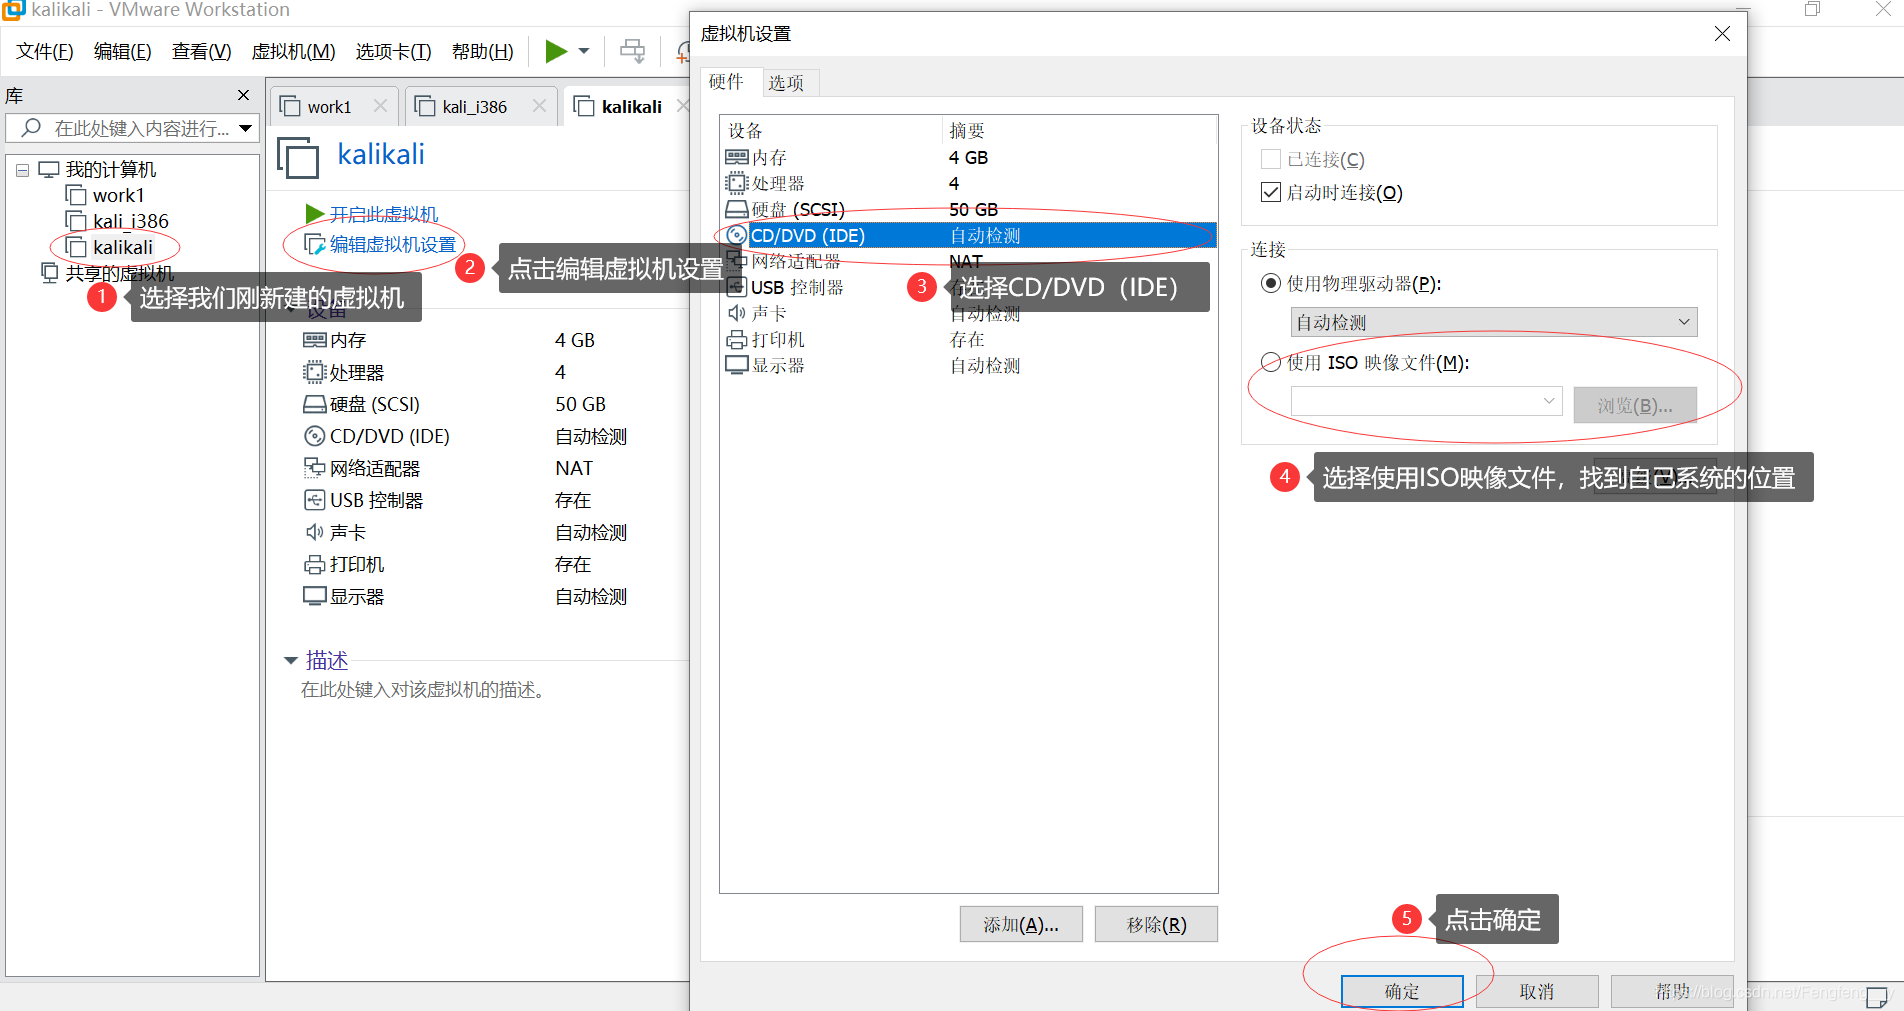 kalikali - VMware Workstation
文件(F) 编辑(E) 查看(V) 虚拟机(M) 选项卡(T) 帮助(H)
库
在此处键入内容进行...
我的计算机
work1
kali_i386
kalikali
共享的虚拟机
1 选择我们刚新建的虚拟机
work1 kali_i386 kalikali
kalikali
开启此虚拟机
编辑虚拟机设置
2 点击编辑虚拟机设置
设备
内存 4 GB
处理器 4
硬盘 (SCSI) 50 GB
CD/DVD (IDE) 自动检测
网络适配器 NAT
USB 控制器 存在
声卡 自动检测
打印机 存在
显示器 自动检测
描述
在此处键入对该虚拟机的描述。
虚拟机设置
硬件 选项
设备 摘要
内存 4 GB
处理器 4
硬盘 (SCSI) 50 GB
CD/DVD (IDE) 自动检测
网络适配器 NAT
USB 控制器
3 选择CD/DVD（IDE）
声卡 自动检测
打印机 存在
显示器 自动检测
添加(A)... 移除(R)
设备状态
已连接(C)
启动时连接(O)
连接
使用物理驱动器(P):
自动检测
使用 ISO 映像文件(M):
浏览(B)...
4 选择使用ISO映像文件，找到自己系统的位置
5 点击确定
确定 取消 帮助